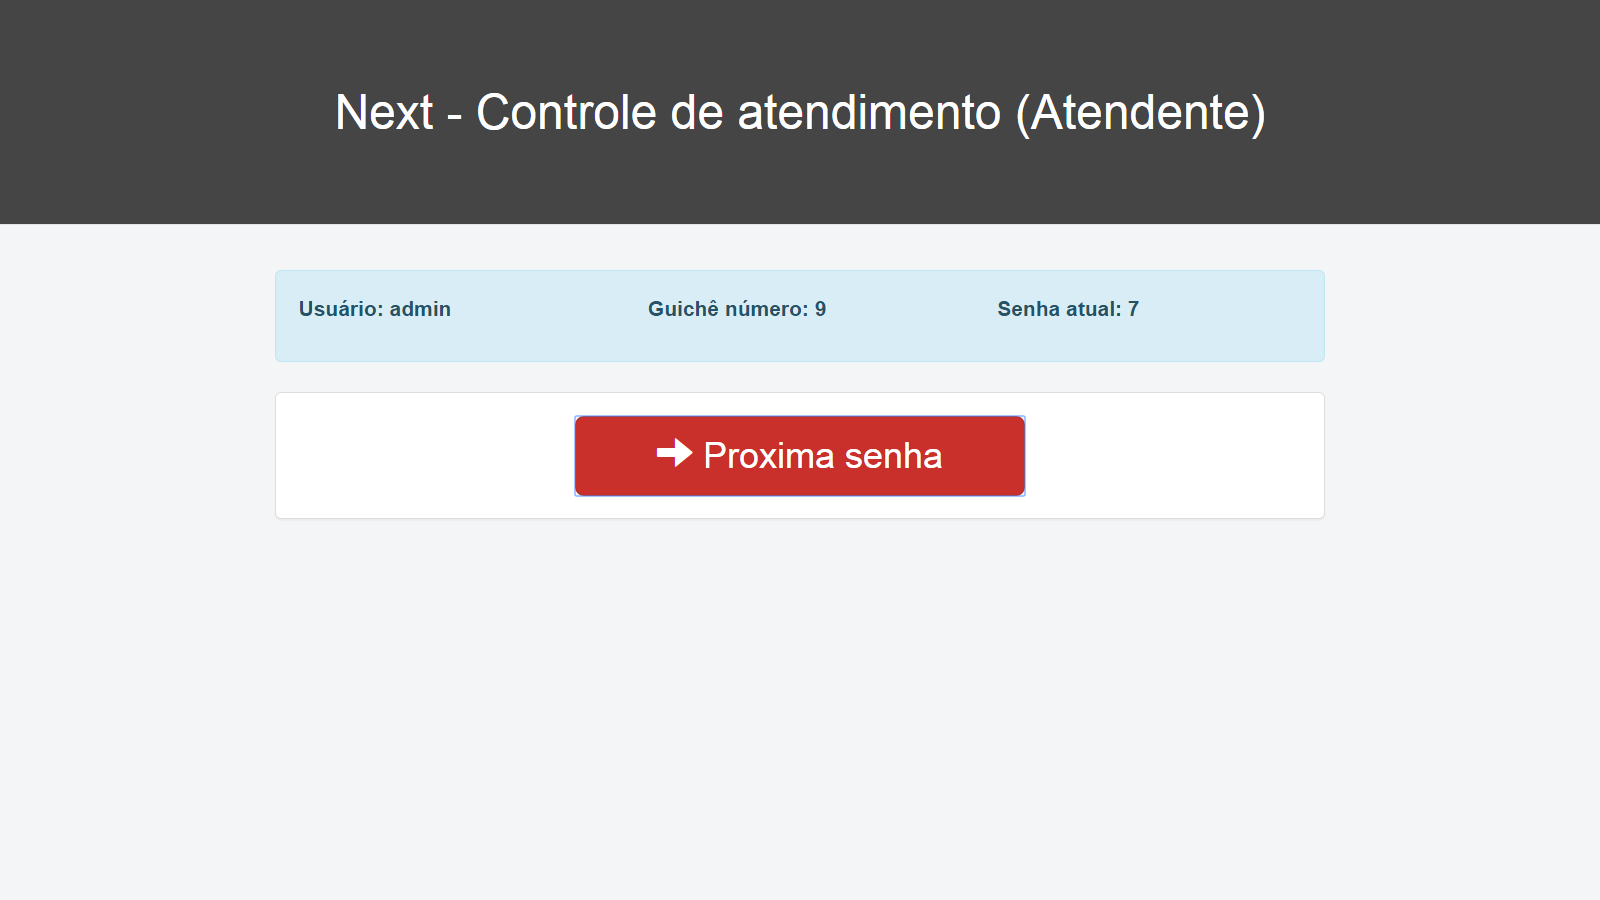 Next - Controle de atendimento (Atendente)
Usuário: admin
Guichê número: 9
Senha atual: 7
Proxima senha